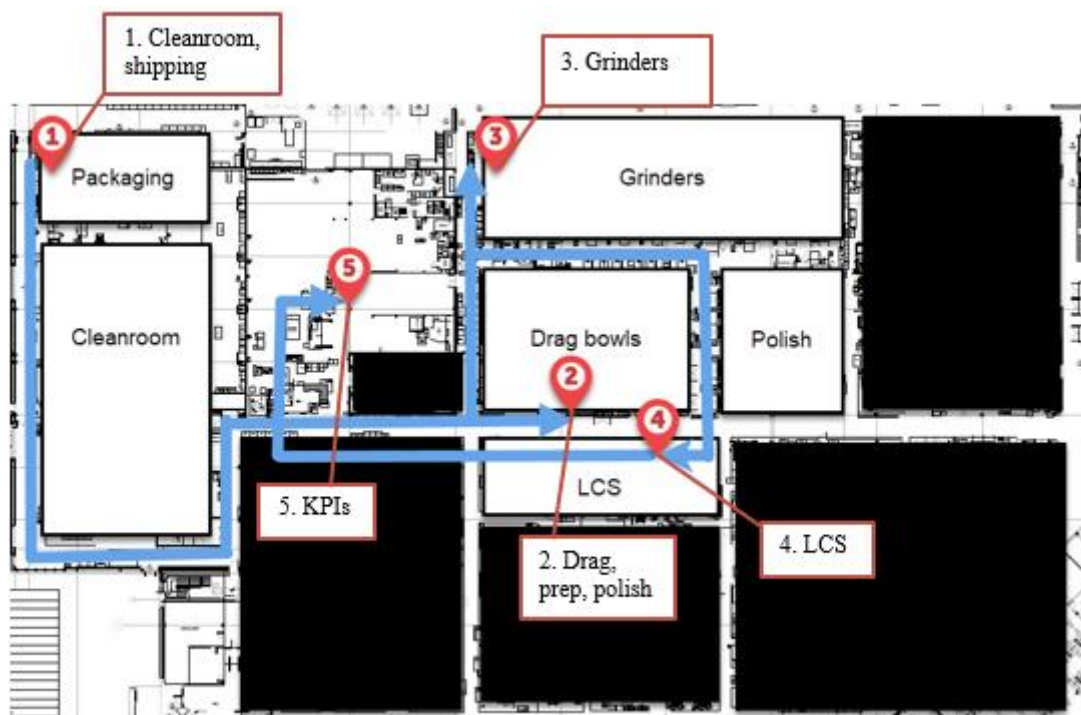 1. Cleanroom,
shipping
3. Grinders
1
3
Packaging
Grinders
5
Cleanroom
Drag bowls
Polish
2
4
LCS
5. KPIs
2. Drag,
prep, polish
4. LCS